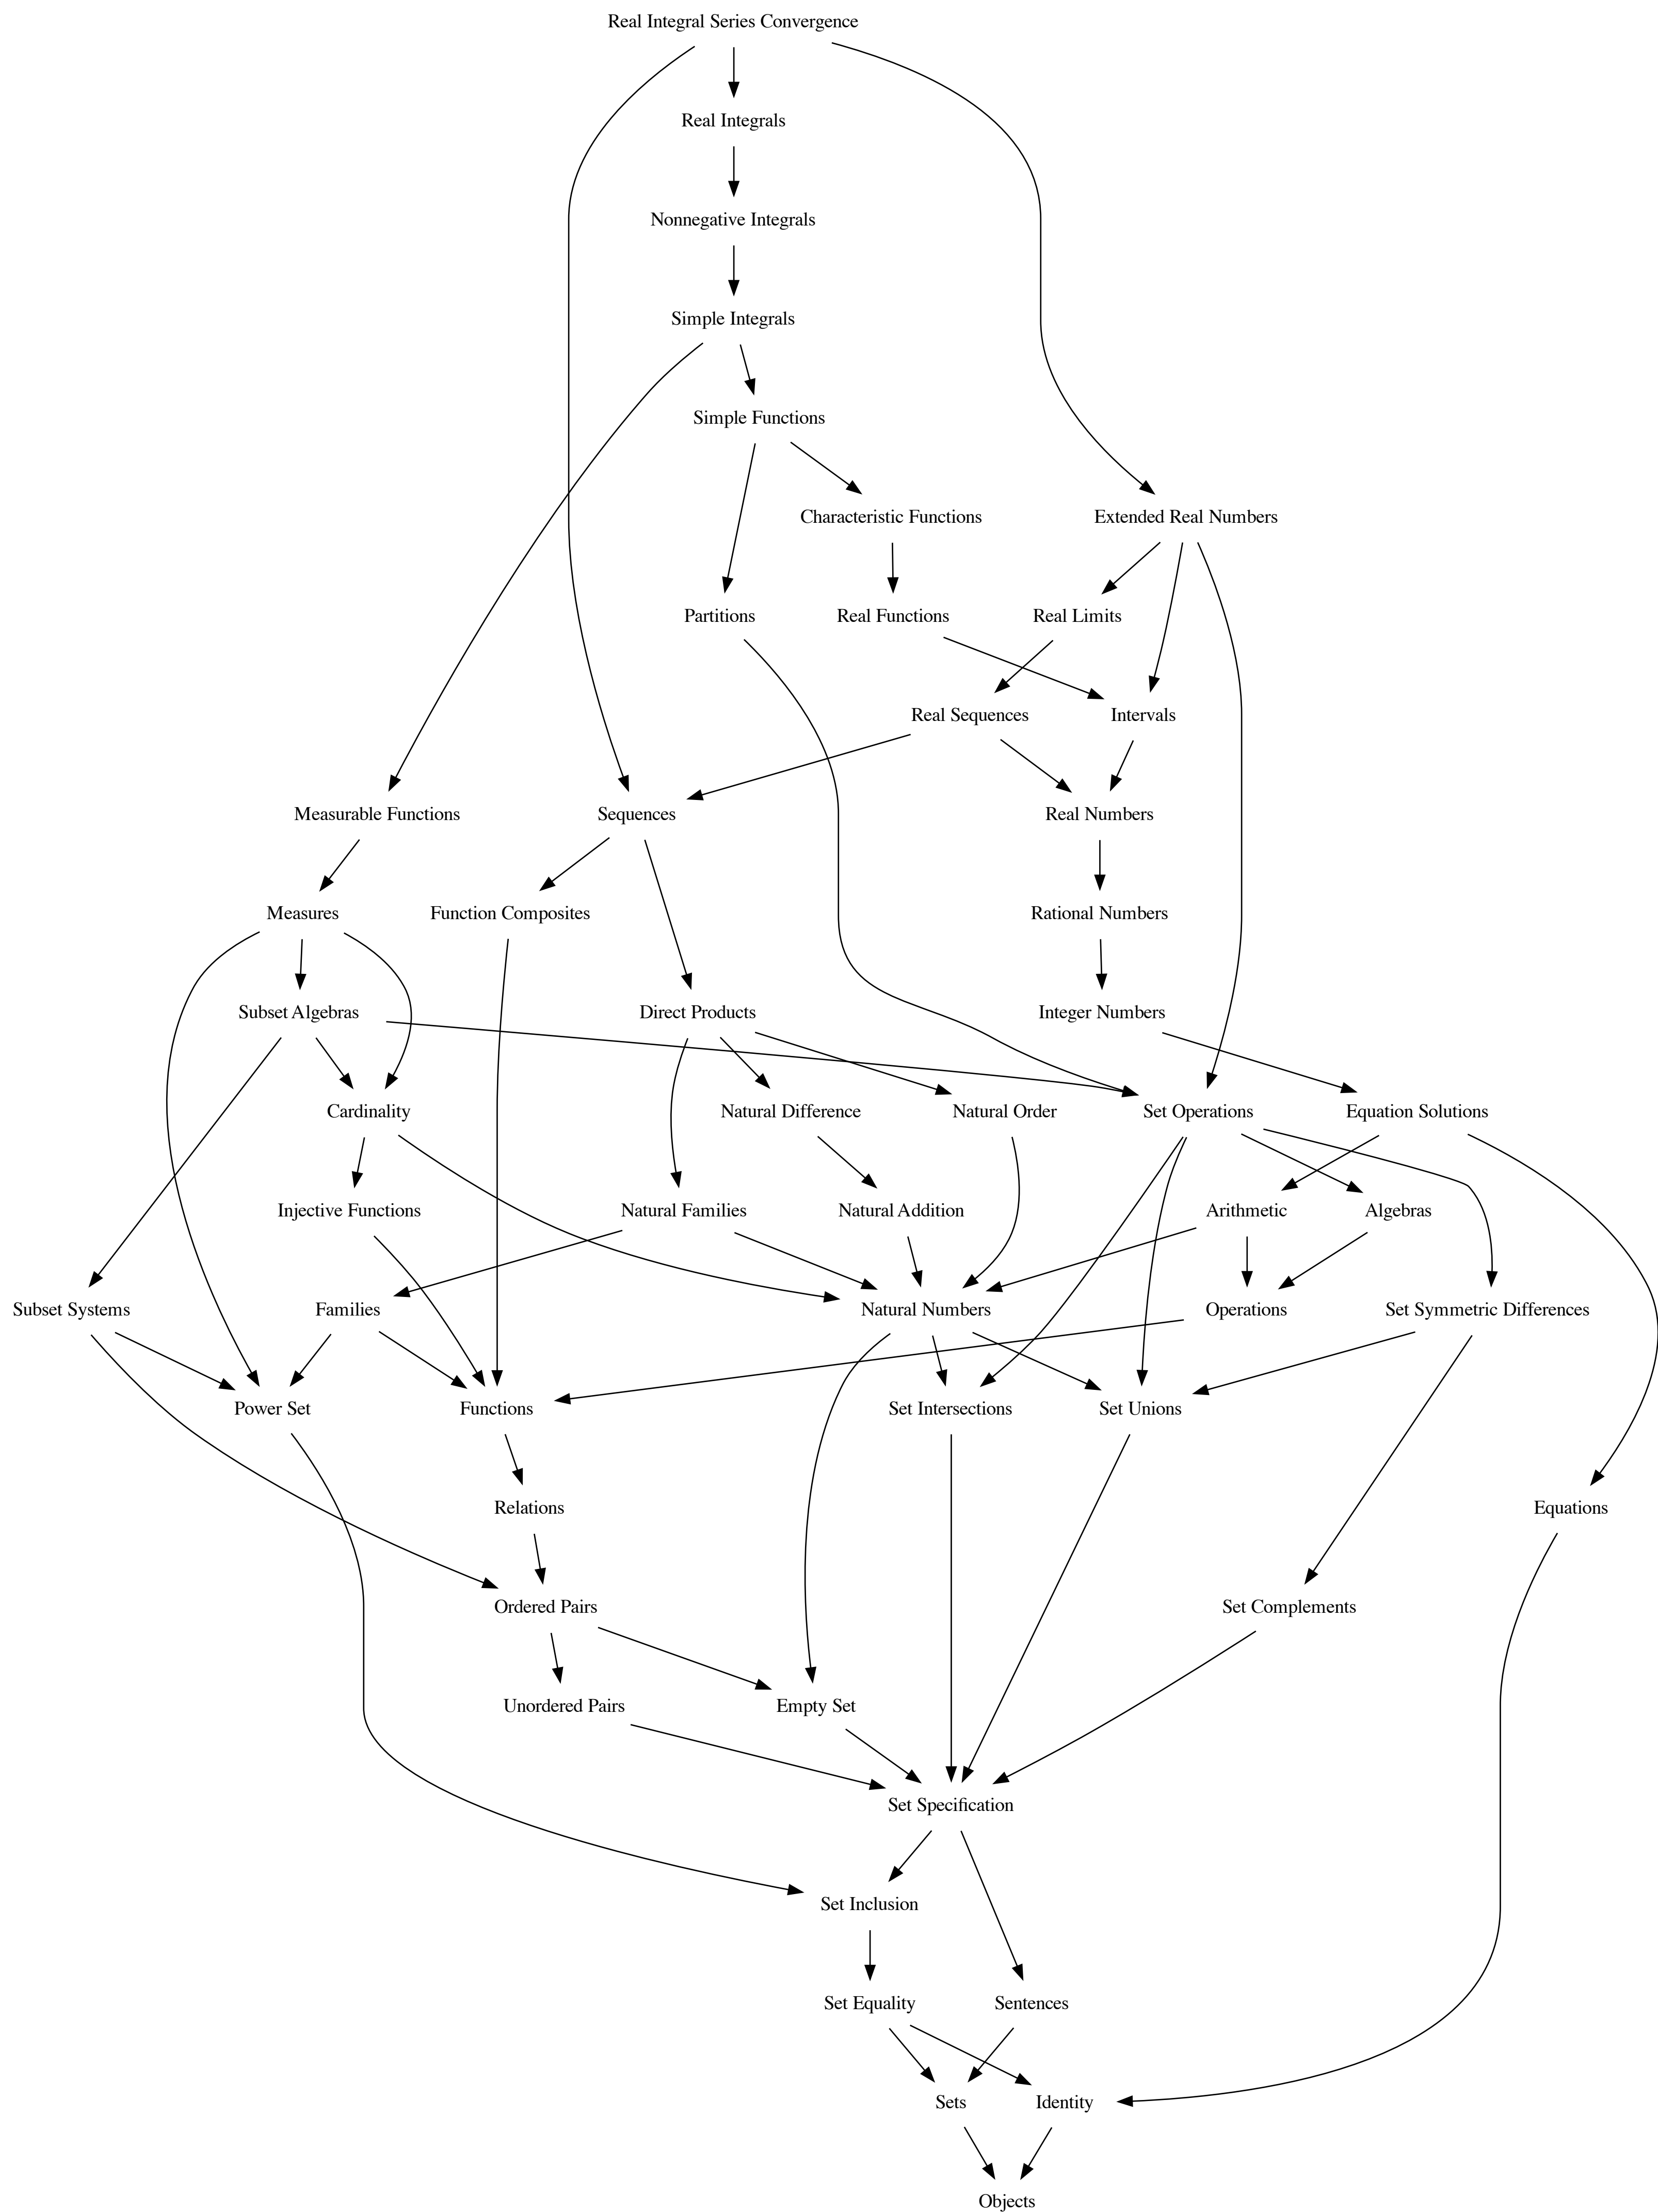 Real Integral Series Convergence
Real Integrals
Nonnegative Integrals
Simple Integrals
Simple Functions
Characteristic Functions
Extended Real Numbers
Partitions
Real Functions
Real Limits
Real Sequences
Intervals
Measurable Functions
Sequences
Real Numbers
Measures
Function Composites
Rational Numbers
Subset Algebras
Direct Products
Integer Numbers
Cardinality
Natural Difference
Natural Order
Set Operations
Equation Solutions
Injective Functions
Natural Families
Natural Addition
Arithmetic
Algebras
Subset Systems
Families
Natural Numbers
Operations
Set Symmetric Differences
Power Set
Functions
Set Intersections
Set Unions
Relations
Equations
Ordered Pairs
Set Complements
Unordered Pairs
Empty Set
Set Specification
Set Inclusion
Set Equality
Sentences
Sets
Identity
Objects